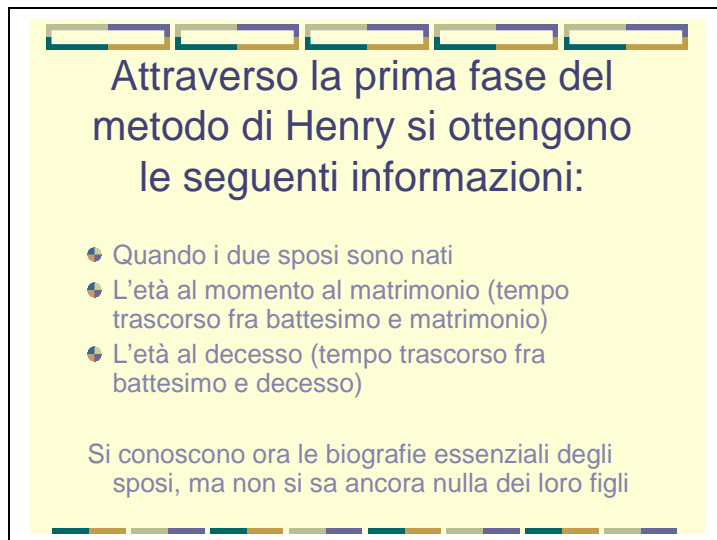 Attraverso la prima fase del
metodo di Henry si ottengono
le seguenti informazioni:
Quando i due sposi sono nati
L'età al momento al matrimonio (tempo
trascorso fra battesimo e matrimonio)
L'età al decesso (tempo trascorso fra
battesimo e decesso)
Si conoscono ora le biografie essenziali degli
sposi, ma non si sa ancora nulla dei loro figli